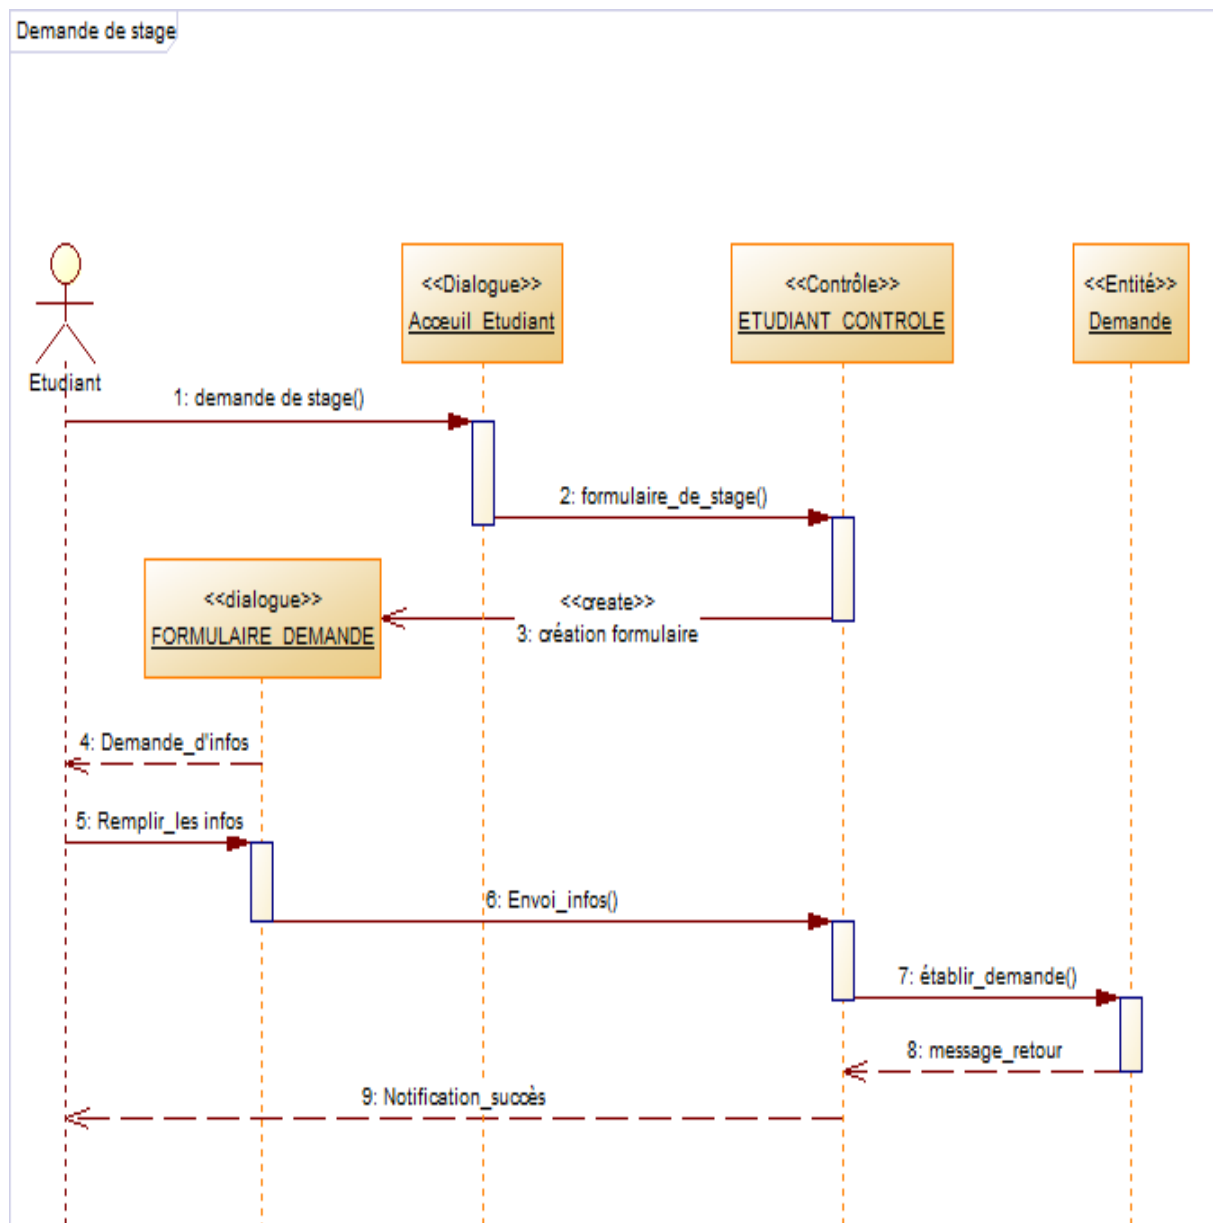 Demande de stage
<<Dialogue>>
Acceuil_Etudiant
<<Contrôle>>
ETUDIANT_CONTROLE
<<Entité>>
Demande
Etudiant
1: demande de stage()
2: formulaire_de_stage()
<<dialogue>>
FORMULAIRE_DEMANDE
<<create>>
3: création formulaire
4: Demande_d'infos
5: Remplir_les infos
6: Envoi_infos()
7: établir_demande()
8: message_retour
9: Notification_succès